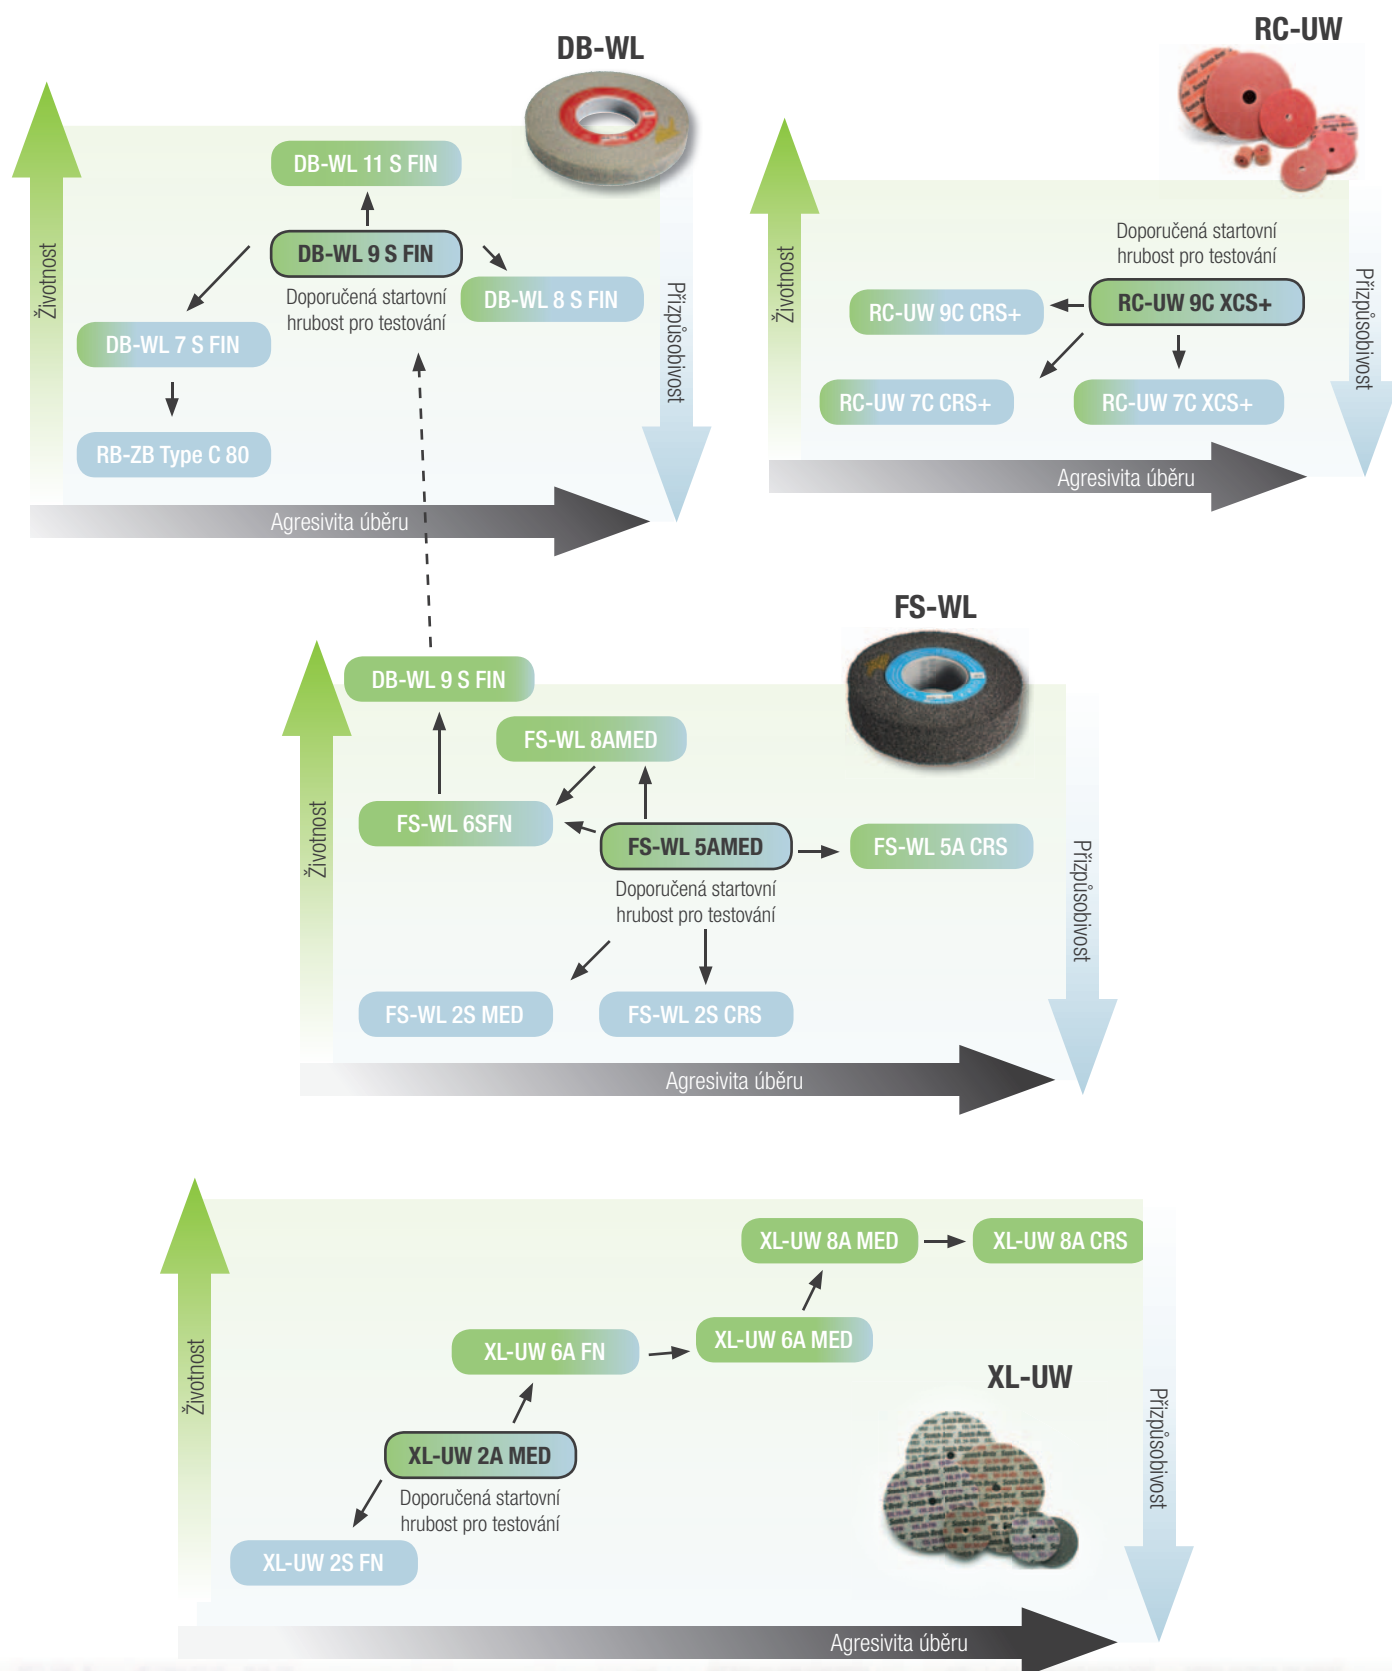 DB-WL
DB-WL 11 S FIN
DB-WL 9 S FIN
Doporučená startovní
hrubost pro testování
DB-WL 8 S FIN
DB-WL 7 S FIN
RB-ZB Type C 80
Životnost
Přizpůsobivost
Agresivita úběru
RC-UW
Doporučená startovní
hrubost pro testování
RC-UW 9C XCS+
RC-UW 9C CRS+
RC-UW 7C CRS+
RC-UW 7C XCS+
Životnost
Přizpůsobivost
Agresivita úběru
FS-WL
DB-WL 9 S FIN
FS-WL 8AMED
FS-WL 6SFN
FS-WL 5AMED
FS-WL 5A CRS
Doporučená startovní
hrubost pro testování
FS-WL 2S MED
FS-WL 2S CRS
Životnost
Přizpůsobivost
Agresivita úběru
XL-UW 8A MED
XL-UW 8A CRS
XL-UW 6A FN
XL-UW 6A MED
XL-UW
XL-UW 2A MED
Doporučená startovní
hrubost pro testování
XL-UW 2S FN
Životnost
Přizpůsobivost
Agresivita úběru